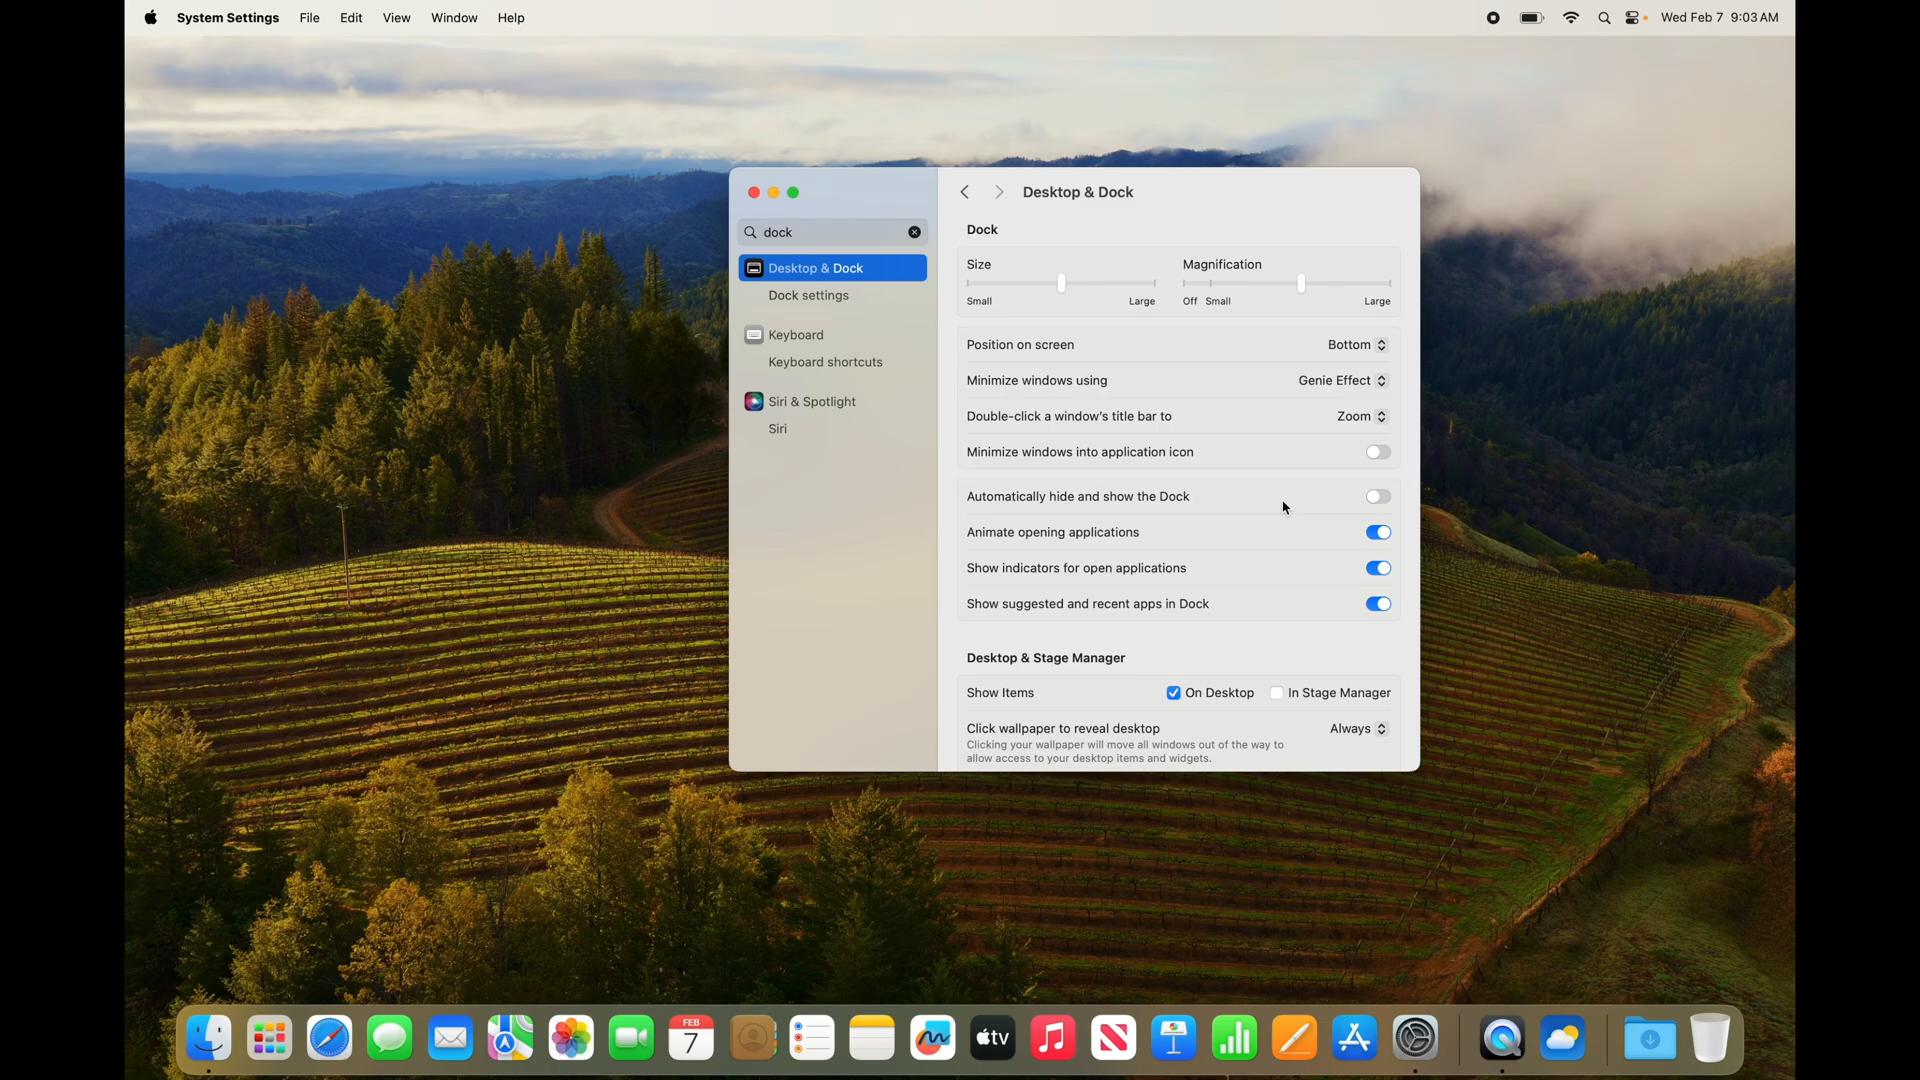 System Settings File Edit View Window Help Wed Feb 7 9:03 AM
dock
Desktop & Dock
Dock settings
Keyboard
Keyboard shortcuts
Siri & Spotlight
Siri
Desktop & Dock
Dock
Size Magnification
Small Large Off Small Large
Position on screen Bottom
Minimize windows using Genie Effect
Double-click a window's title bar to Zoom
Minimize windows into application icon
Automatically hide and show the Dock
Animate opening applications
Show indicators for open applications
Show suggested and recent apps in Dock
Desktop & Stage Manager
Show Items On Desktop In Stage Manager
Click wallpaper to reveal desktop Always
Clicking your wallpaper will move all windows out of the way to
allow access to your desktop items and widgets.
FEB
7
tv